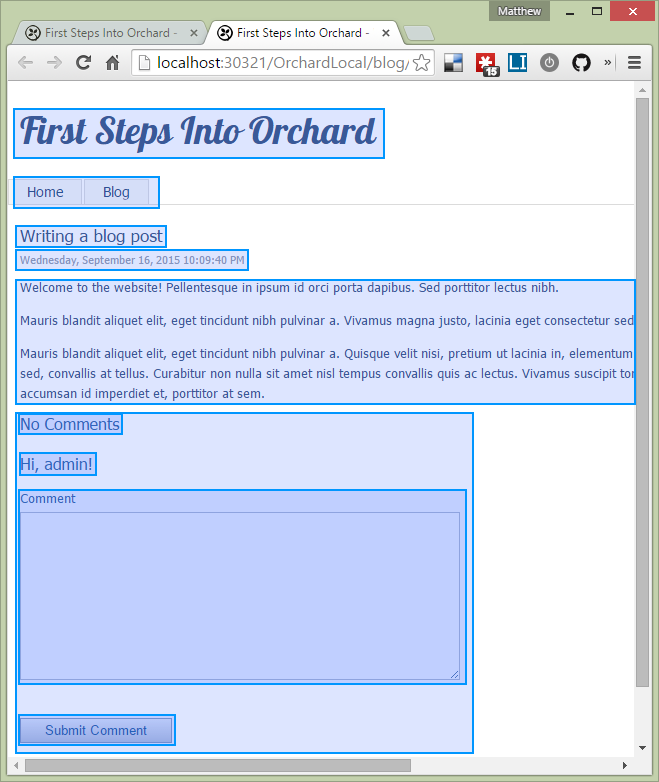 Matthew
First Steps Into Orchard -
First Steps Into Orchard -
localhost:30321/OrchardLocal/blog/
15
LI
»
First Steps Into Orchard
Home
Blog
Writing a blog post
Wednesday, September 16, 2015 10:09:40 PM
Welcome to the website! Pellentesque in ipsum id orci porta dapibus. Sed porttitor lectus nibh.
Mauris blandit aliquet elit, eget tincidunt nibh pulvinar a. Vivamus magna justo, lacinia eget consectetur sed
Mauris blandit aliquet elit, eget tincidunt nibh pulvinar a. Quisque velit nisi, pretium ut lacinia in, elementum
sed, convallis at tellus. Curabitur non nulla sit amet nisl tempus convallis quis ac lectus. Vivamus suscipit tor
accumsan id imperdiet et, porttitor at sem.
No Comments
Hi, admin!
Comment
Submit Comment